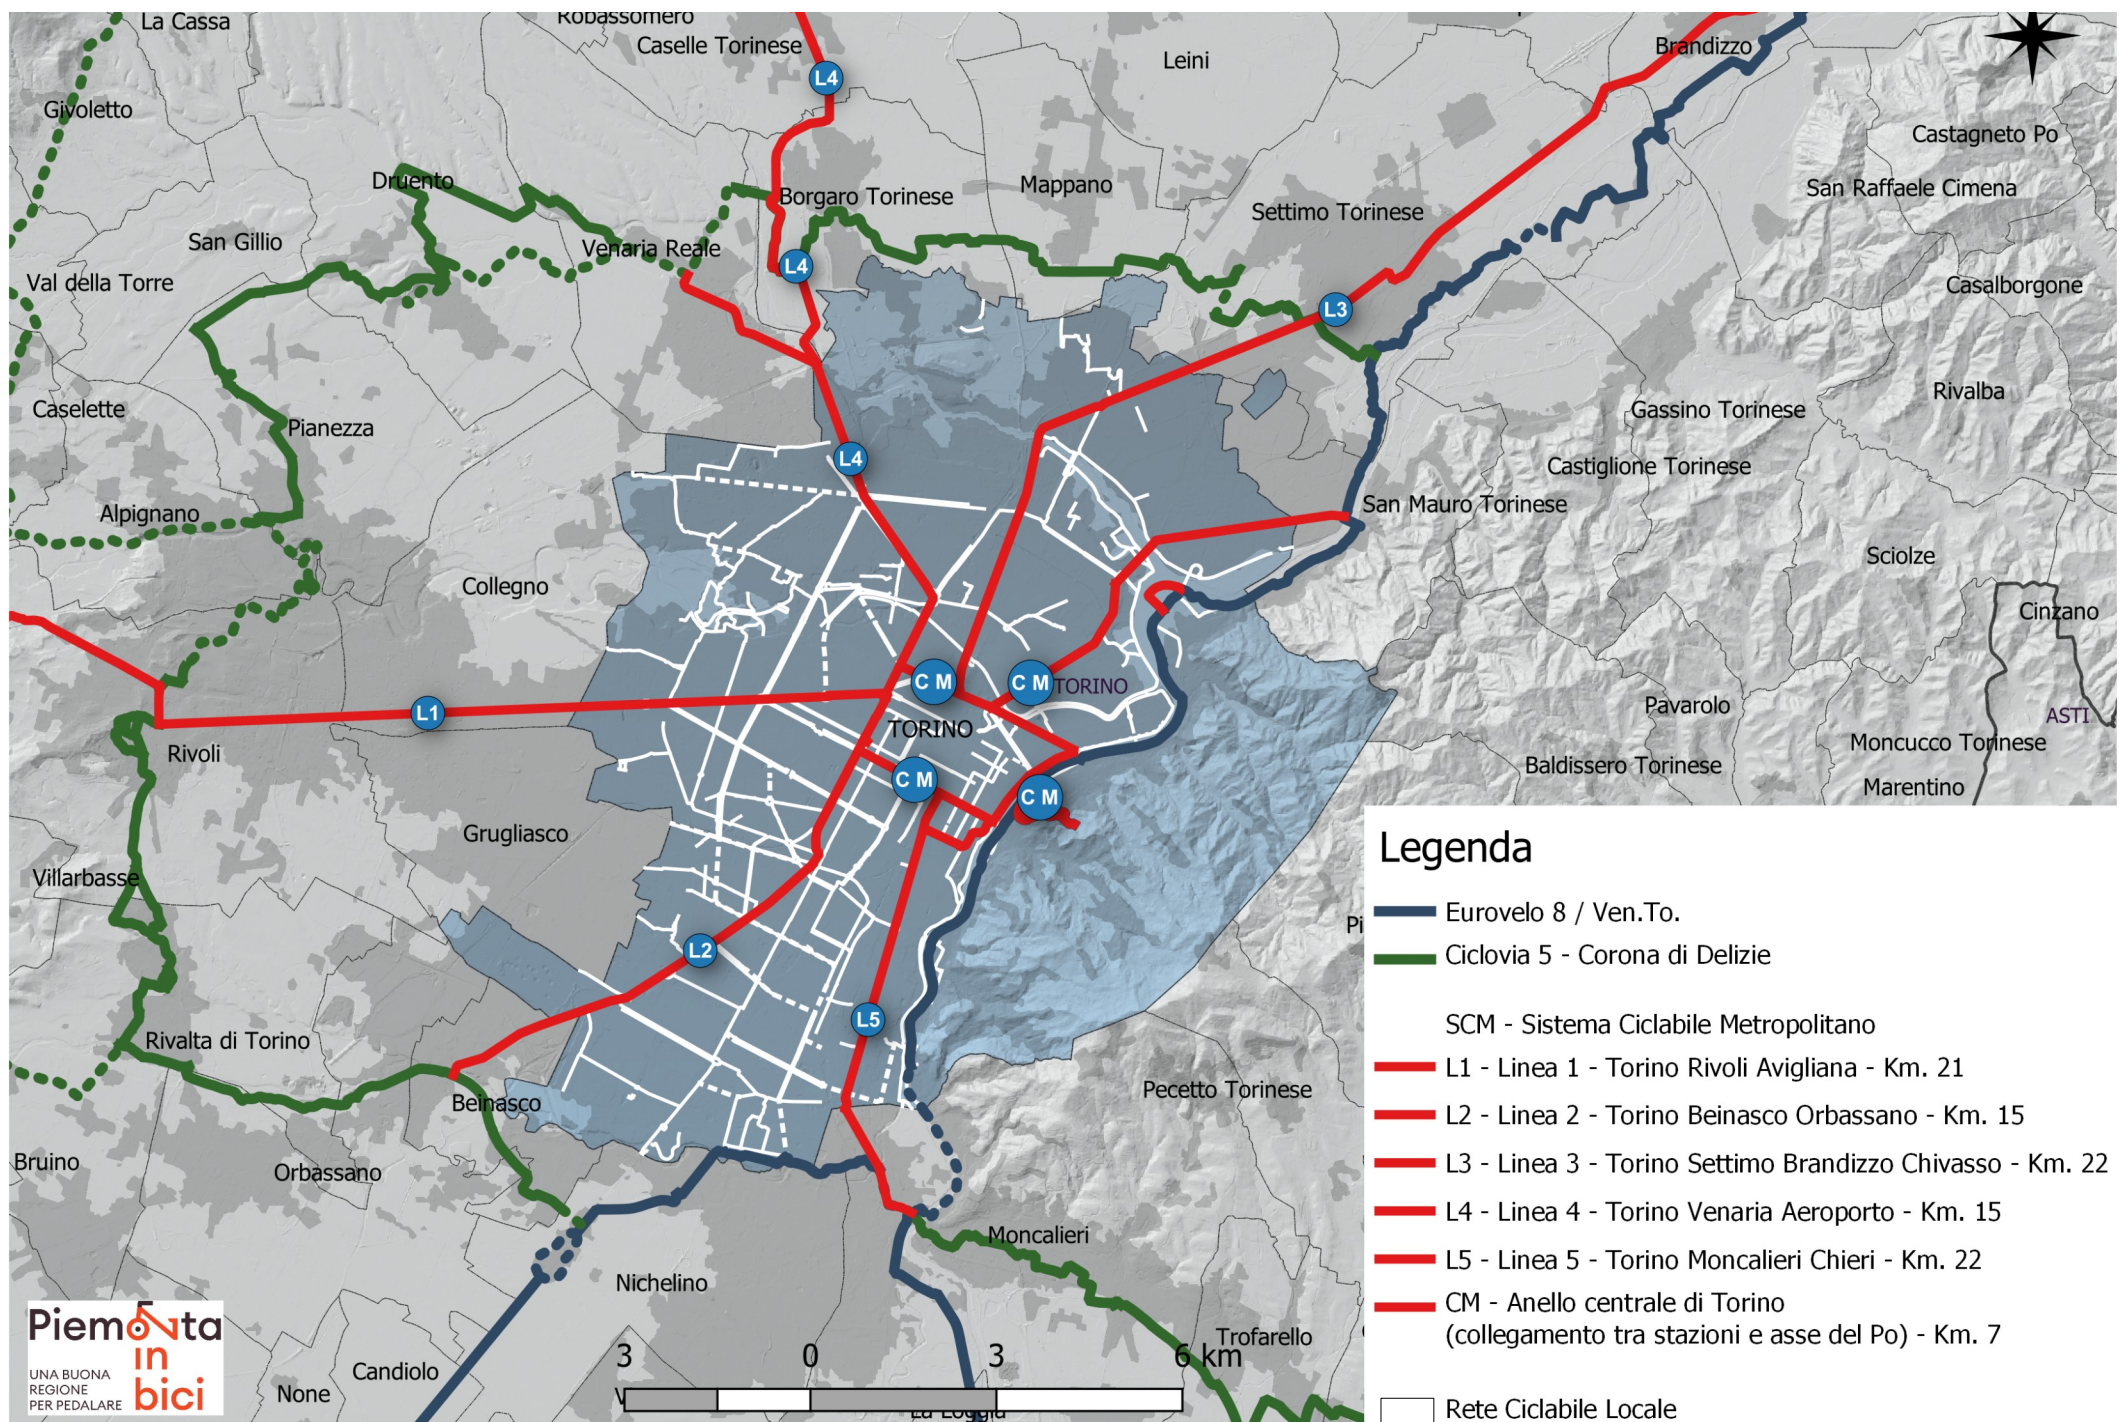 La Cassa
Robassomero
Caselle Torinese
Leini
Brandizzo
L4
Givoletto
Castagneto Po
Druento
Borgaro Torinese
Mappano
San Raffaele Cimena
Settimo Torinese
San Gillio
Venaria Reale
L4
Val della Torre
Casalborgone
L3
Caselette
Pianezza
Gassino Torinese
Rivalba
L4
Castiglione Torinese
Alpignano
San Mauro Torinese
Sciolze
Collegno
Cinzano
C M
C M
TORINO
L1
TORINO
Pavarolo
ASTI
Rivoli
Moncucco Torinese
Baldissero Torinese
C M
C M
Marentino
Grugliasco
Villarbasse
L2
L5
Rivalta di Torino
Beinasco
Pecetto Torinese
Bruino
Orbassano
Moncalieri
Nichelino
Trofarello
Candiolo
None
La Loggia
3 0 3 6 km
Legenda
Eurovelo 8 / Ven.To.
Ciclovia 5 - Corona di Delizie
SCM - Sistema Ciclabile Metropolitano
L1 - Linea 1 - Torino Rivoli Avigliana - Km. 21
L2 - Linea 2 - Torino Beinasco Orbassano - Km. 15
L3 - Linea 3 - Torino Settimo Brandizzo Chivasso - Km. 22
L4 - Linea 4 - Torino Venaria Aeroporto - Km. 15
L5 - Linea 5 - Torino Moncalieri Chieri - Km. 22
CM - Anello centrale di Torino
(collegamento tra stazioni e asse del Po) - Km. 7
Rete Ciclabile Locale
Piemonta
in
bici
UNA BUONA
REGIONE
PER PEDALARE